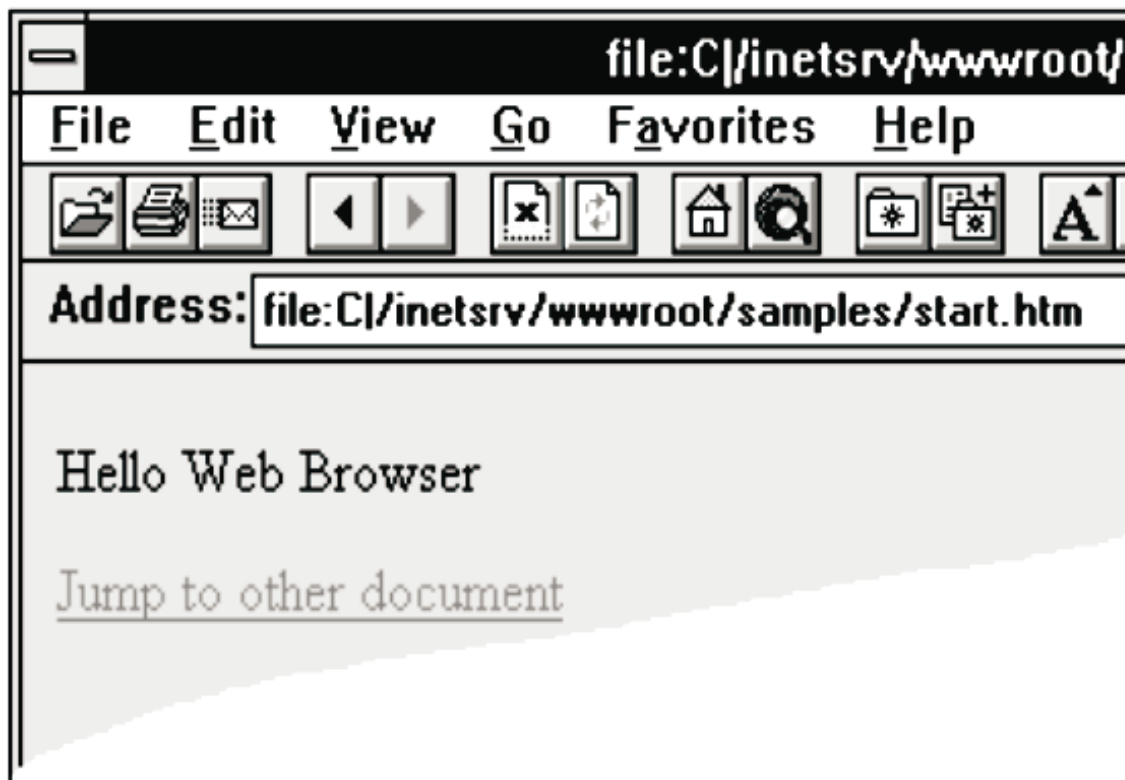 file:C|/inetsrv/wwwroot/
File Edit View Go Favorites Help
A
Address: file:C|/inetsrv/wwwroot/samples/start.htm
Hello Web Browser
Jump to other document